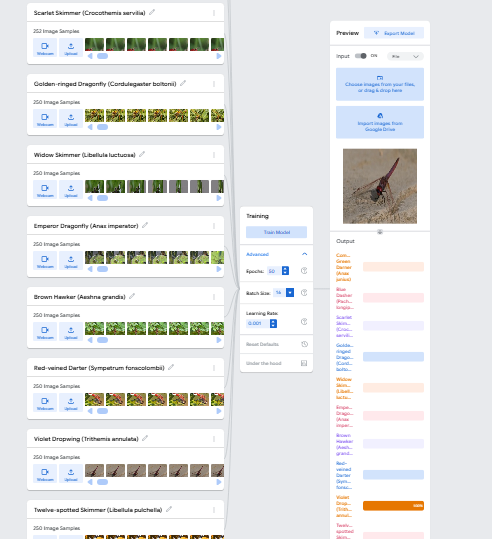 Scarlet Skimmer (Crocothemis servilia)
252 Image Samples
Webcam
Upload
Golden-ringed Dragonfly (Cordulegaster boltonii)
250 Image Samples
Webcam
Upload
Widow Skimmer (Libellula luctuosa)
250 Image Samples
Webcam
Upload
Emperor Dragonfly (Anax imperator)
250 Image Samples
Webcam
Upload
Brown Hawker (Aeshna grandis)
250 Image Samples
Webcam
Upload
Red-veined Darter (Sympetrum fonscolombii)
250 Image Samples
Webcam
Upload
Violet Dropwing (Trithemis annulata)
250 Image Samples
Webcam
Upload
Twelve-spotted Skimmer (Libellula pulchella)
250 Image Samples
Training
Train Model
Advanced
Epochs: 50
Batch Size: 16
Learning Rate:
0.001
Reset Defaults
Under the hood
Preview
Export Model
Input
ON
File
Choose images from your files,
or drag & drop here
Import images from
Google Drive
Output
Com...
Green
Darner
(Anax
junius)
Blue
Dasher
(Pach...
longip...
Scarlet
Skim...
(Croc...
servili...
Golde...
ringed
Drago...
(Cord...
bolto...
Widow
Skim...
(Libell...
luctu...
Empe...
Drago...
(Anax
imper...
Brown
Hawker
(Aesh...
grand...
Red-
veined
Darter
(Sym...
fonsc...
Violet
Drop...
(Trith...
annul...
100%
Twelv...
spotted
Skim...